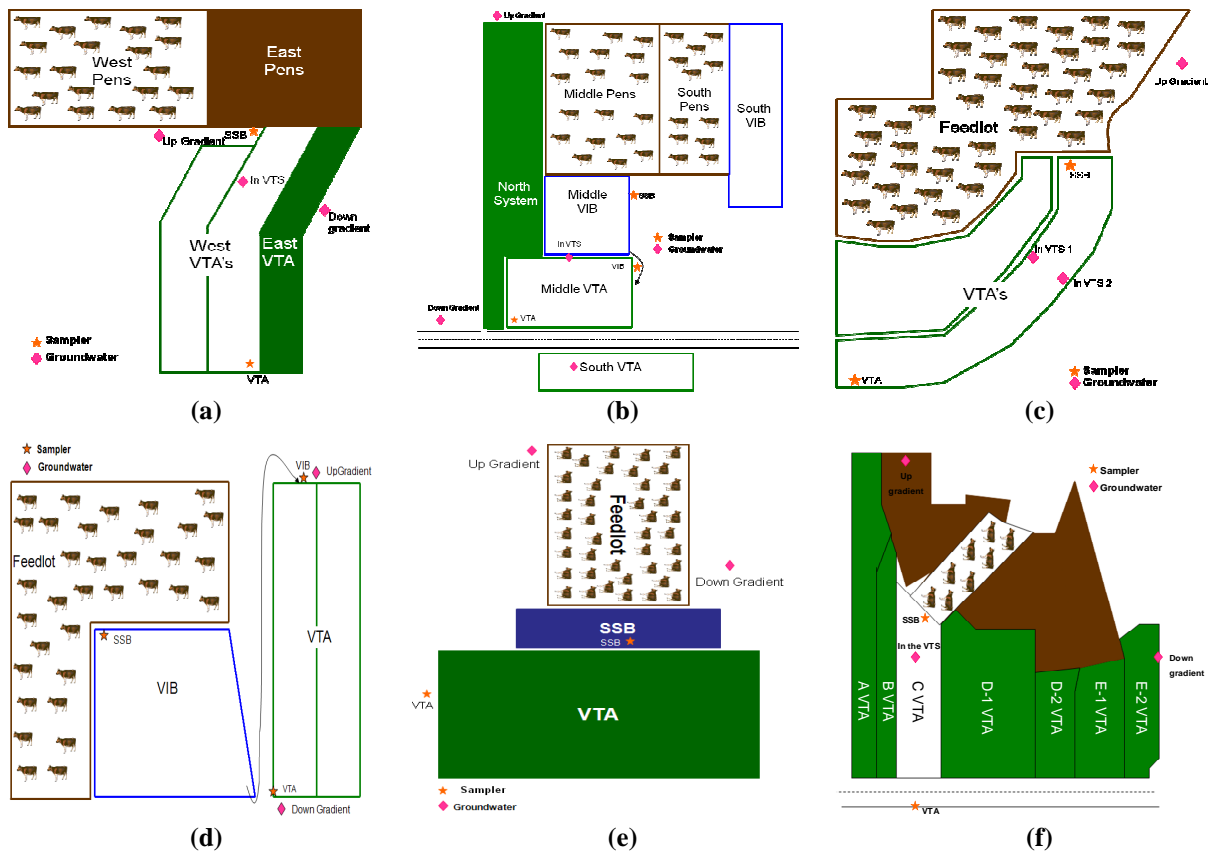 West
Pens
East
Pens
SSB
Up Gradient
In VTS
Down
gradient
West
VTA's
East
VTA
Sampler
Groundwater
VTA
(a)
UpGradient
Middle Pens
South
Pens
South
VIB
North
System
Middle
VIB
SSB
Sampler
Groundwater
In VTS
VIB
Middle VTA
Down Gradient
VTA
South VTA
(b)
Up Gradient
Feedlot
In VTS 1
In VTS 2
VTA's
Sampler
Groundwater
VTA
(c)
Sampler
Groundwater
VIB
UpGradient
Feedlot
SSB
VTA
VIB
VTA
Down Gradient
(d)
Up Gradient
Feedlot
Down Gradient
SSB
SSB
VTA
VTA
Sampler
Groundwater
(e)
Up
gradient
Sampler
Groundwater
SSB
In the VTS
Down
gradient
A VTA
B VTA
C VTA
D-1 VTA
D-2 VTA
E-1 VTA
E-2 VTA
VTA
(f)